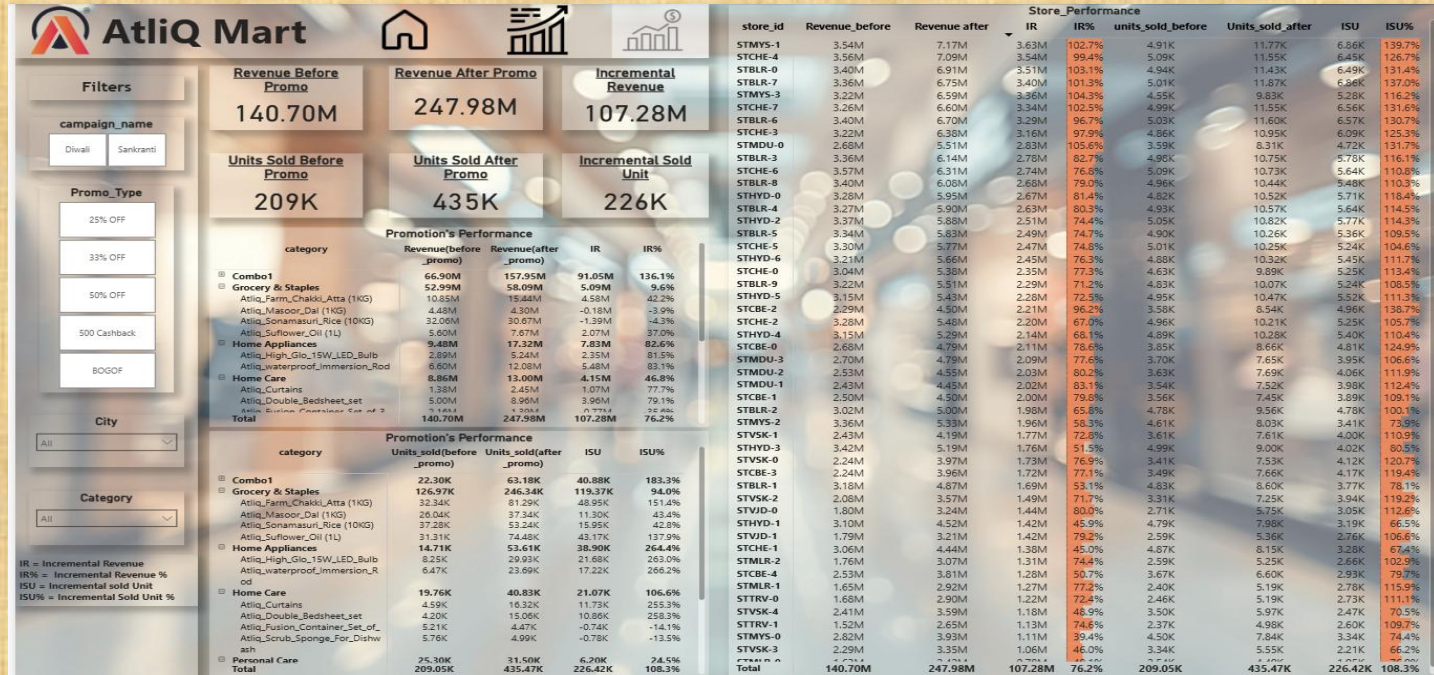 AtliQ Mart
Filters
campaign_name
Diwali Sankranti
Promo_Type
25% OFF
33% OFF
50% OFF
500 Cashback
BOGOF
City
All
Category
All
IR = Incremental Revenue
IR% = Incremental Revenue %
ISU = Incremental sold Unit
ISU% = Incremental Sold Unit %
Revenue Before Promo
140.70M
Revenue After Promo
247.98M
Incremental Revenue
107.28M
Units Sold Before Promo
209K
Units Sold After Promo
435K
Incremental Sold Unit
226K
Promotion's Performance
category Revenue(before_promo) Revenue(after_promo) IR IR%
Combo1 66.90M 157.95M 91.05M 136.1%
Grocery & Staples 52.99M 58.09M 5.09M 9.6%
Atliq_Farm_Chakki_Atta (1KG) 10.85M 15.44M 4.58M 42.2%
Atliq_Masoor_Dal (1KG) 4.48M 4.30M -0.18M -3.9%
Atliq_Sonamasuri_Rice (10KG) 32.06M 30.67M -1.39M -4.3%
Atliq_Suflower_Oil (1L) 5.60M 7.67M 2.07M 37.0%
Home Appliances 9.48M 17.32M 7.83M 82.6%
Atliq_High_Glo_15W_LED_Bulb 2.89M 5.24M 2.35M 81.5%
Atliq_waterproof_Immersion_Rod 6.60M 12.08M 5.48M 83.1%
Home Care 8.86M 13.00M 4.15M 46.8%
Atliq_Curtains 1.38M 2.45M 1.07M 77.7%
Atliq_Double_Bedsheet_set 5.00M 8.96M 3.96M 79.1%
Total 140.70M 247.98M 107.28M 76.2%
Promotion's Performance
category Units_sold(before_promo) Units_sold(after_promo) ISU ISU%
Combo1 22.30K 63.18K 40.88K 183.3%
Grocery & Staples 126.97K 246.34K 119.37K 94.0%
Atliq_Farm_Chakki_Atta (1KG) 32.34K 81.29K 48.95K 151.4%
Atliq_Masoor_Dal (1KG) 26.04K 37.34K 11.30K 43.4%
Atliq_Sonamasuri_Rice (10KG) 37.28K 53.24K 15.95K 42.8%
Atliq_Suflower_Oil (1L) 31.31K 74.48K 43.17K 137.9%
Home Appliances 14.71K 53.61K 38.90K 264.4%
Atliq_High_Glo_15W_LED_Bulb 8.25K 29.93K 21.68K 263.0%
Atliq_waterproof_Immersion_R
od 6.47K 23.69K 17.22K 266.2%
Home Care 19.76K 40.83K 21.07K 106.6%
Atliq_Curtains 4.59K 16.32K 11.73K 255.3%
Atliq_Double_Bedsheet_set 4.20K 15.06K 10.86K 258.3%
Atliq_Fusion_Container_Set_of_ 5.21K 4.47K -0.74K -14.1%
Atliq_Scrub_Sponge_For_Dishw
ash 5.76K 4.99K -0.78K -13.5%
Personal Care 25.30K 31.50K 6.20K 24.5%
Total 209.05K 435.47K 226.42K 108.3%
Store_Performance
store_id Revenue_before Revenue after IR IR% units_sold_before Units_sold_after ISU ISU%
STMYS-1 3.54M 7.17M 3.63M 102.7% 4.91K 11.77K 6.86K 139.7%
STCHE-4 3.56M 7.09M 3.54M 99.4% 5.09K 11.55K 6.45K 126.7%
STBLR-0 3.40M 6.91M 3.51M 103.1% 4.94K 11.43K 6.49K 131.4%
STBLR-7 3.36M 6.75M 3.40M 101.3% 5.01K 11.87K 6.86K 137.0%
STMYS-3 3.22M 6.59M 3.36M 104.3% 4.55K 9.83K 5.28K 116.2%
STCHE-7 3.26M 6.60M 3.34M 102.5% 4.99K 11.55K 6.56K 131.6%
STBLR-6 3.40M 6.70M 3.29M 96.7% 5.03K 11.60K 6.57K 130.7%
STCHE-3 3.22M 6.38M 3.16M 97.9% 4.86K 10.95K 6.09K 125.3%
STMDU-0 2.68M 5.51M 2.83M 105.6% 3.59K 8.31K 4.72K 131.7%
STBLR-3 3.36M 6.14M 2.78M 82.7% 4.98K 10.75K 5.78K 116.1%
STCHE-6 3.57M 6.31M 2.74M 76.8% 5.09K 10.73K 5.64K 110.8%
STBLR-8 3.40M 6.08M 2.68M 79.0% 4.96K 10.44K 5.48K 110.3%
STHYD-0 3.28M 5.95M 2.67M 81.4% 4.82K 10.52K 5.71K 118.4%
STBLR-4 3.27M 5.90M 2.63M 80.3% 4.93K 10.57K 5.64K 114.5%
STHYD-2 3.37M 5.88M 2.51M 74.4% 5.05K 10.82K 5.77K 114.3%
STBLR-5 3.34M 5.83M 2.49M 74.7% 4.90K 10.26K 5.36K 109.5%
STCHE-5 3.30M 5.77M 2.47M 74.8% 5.01K 10.25K 5.24K 104.6%
STHYD-6 3.21M 5.66M 2.45M 76.3% 4.88K 10.32K 5.45K 111.7%
STCHE-0 3.04M 5.38M 2.35M 77.3% 4.63K 9.89K 5.25K 113.4%
STBLR-9 3.22M 5.51M 2.29M 71.2% 4.83K 10.07K 5.24K 108.5%
STHYD-5 3.15M 5.43M 2.28M 72.5% 4.95K 10.47K 5.52K 111.3%
STCBE-2 2.29M 4.50M 2.21M 96.2% 3.58K 8.54K 4.96K 138.7%
STCHE-2 3.28M 5.48M 2.20M 67.0% 4.96K 10.21K 5.25K 105.7%
STHYD-4 3.15M 5.29M 2.14M 68.1% 4.89K 10.28K 5.40K 110.4%
STCBE-0 2.68M 4.79M 2.11M 78.6% 3.85K 8.66K 4.81K 124.9%
STMDU-3 2.70M 4.79M 2.09M 77.6% 3.70K 7.65K 3.95K 106.6%
STMDU-2 2.53M 4.55M 2.03M 80.2% 3.63K 7.69K 4.06K 111.9%
STMDU-1 2.43M 4.45M 2.02M 83.1% 3.54K 7.52K 3.98K 112.4%
STCBE-1 2.50M 4.50M 2.00M 79.8% 3.56K 7.45K 3.89K 109.1%
STBLR-2 3.02M 5.00M 1.98M 65.8% 4.78K 9.56K 4.78K 100.1%
STMYS-2 3.36M 5.33M 1.96M 58.3% 4.61K 8.03K 3.41K 73.9%
STVSK-1 2.43M 4.19M 1.77M 72.8% 3.61K 7.61K 4.00K 110.9%
STHYD-3 3.42M 5.19M 1.76M 51.5% 4.99K 9.00K 4.02K 80.5%
STVSK-0 2.24M 3.97M 1.73M 76.9% 3.41K 7.53K 4.12K 120.7%
STCBE-3 2.24M 3.96M 1.72M 77.1% 3.49K 7.66K 4.17K 119.4%
STBLR-1 3.18M 4.87M 1.69M 53.1% 4.83K 8.60K 3.77K 78.1%
STVSK-2 2.08M 3.57M 1.49M 71.7% 3.31K 7.25K 3.94K 119.2%
STVJD-0 1.80M 3.24M 1.44M 80.0% 2.71K 5.75K 3.05K 112.6%
STHYD-1 3.10M 4.52M 1.42M 45.9% 4.79K 7.98K 3.19K 66.5%
STVJD-1 1.79M 3.21M 1.42M 79.2% 2.59K 5.36K 2.76K 106.6%
STCHE-1 3.06M 4.44M 1.38M 45.0% 4.87K 8.15K 3.28K 67.4%
STMLR-2 1.76M 3.07M 1.31M 74.4% 2.59K 5.25K 2.66K 102.9%
STCBE-4 2.53M 3.81M 1.28M 50.7% 3.67K 6.60K 2.93K 79.7%
STMLR-1 1.65M 2.92M 1.27M 77.2% 2.40K 5.19K 2.78K 115.9%
STTRV-0 1.68M 2.90M 1.22M 72.4% 2.46K 5.19K 2.73K 111.1%
STVSK-4 2.41M 3.59M 1.18M 48.9% 3.50K 5.97K 2.47K 70.5%
STTRV-1 1.52M 2.65M 1.13M 74.6% 2.37K 4.98K 2.60K 109.7%
STMYS-0 2.82M 3.93M 1.11M 39.4% 4.50K 7.84K 3.34K 74.4%
STVSK-3 2.29M 3.35M 1.06M 46.0% 3.34K 5.55K 2.21K 66.2%
Total 140.70M 247.98M 107.28M 76.2% 209.05K 435.47K 226.42K 108.3%